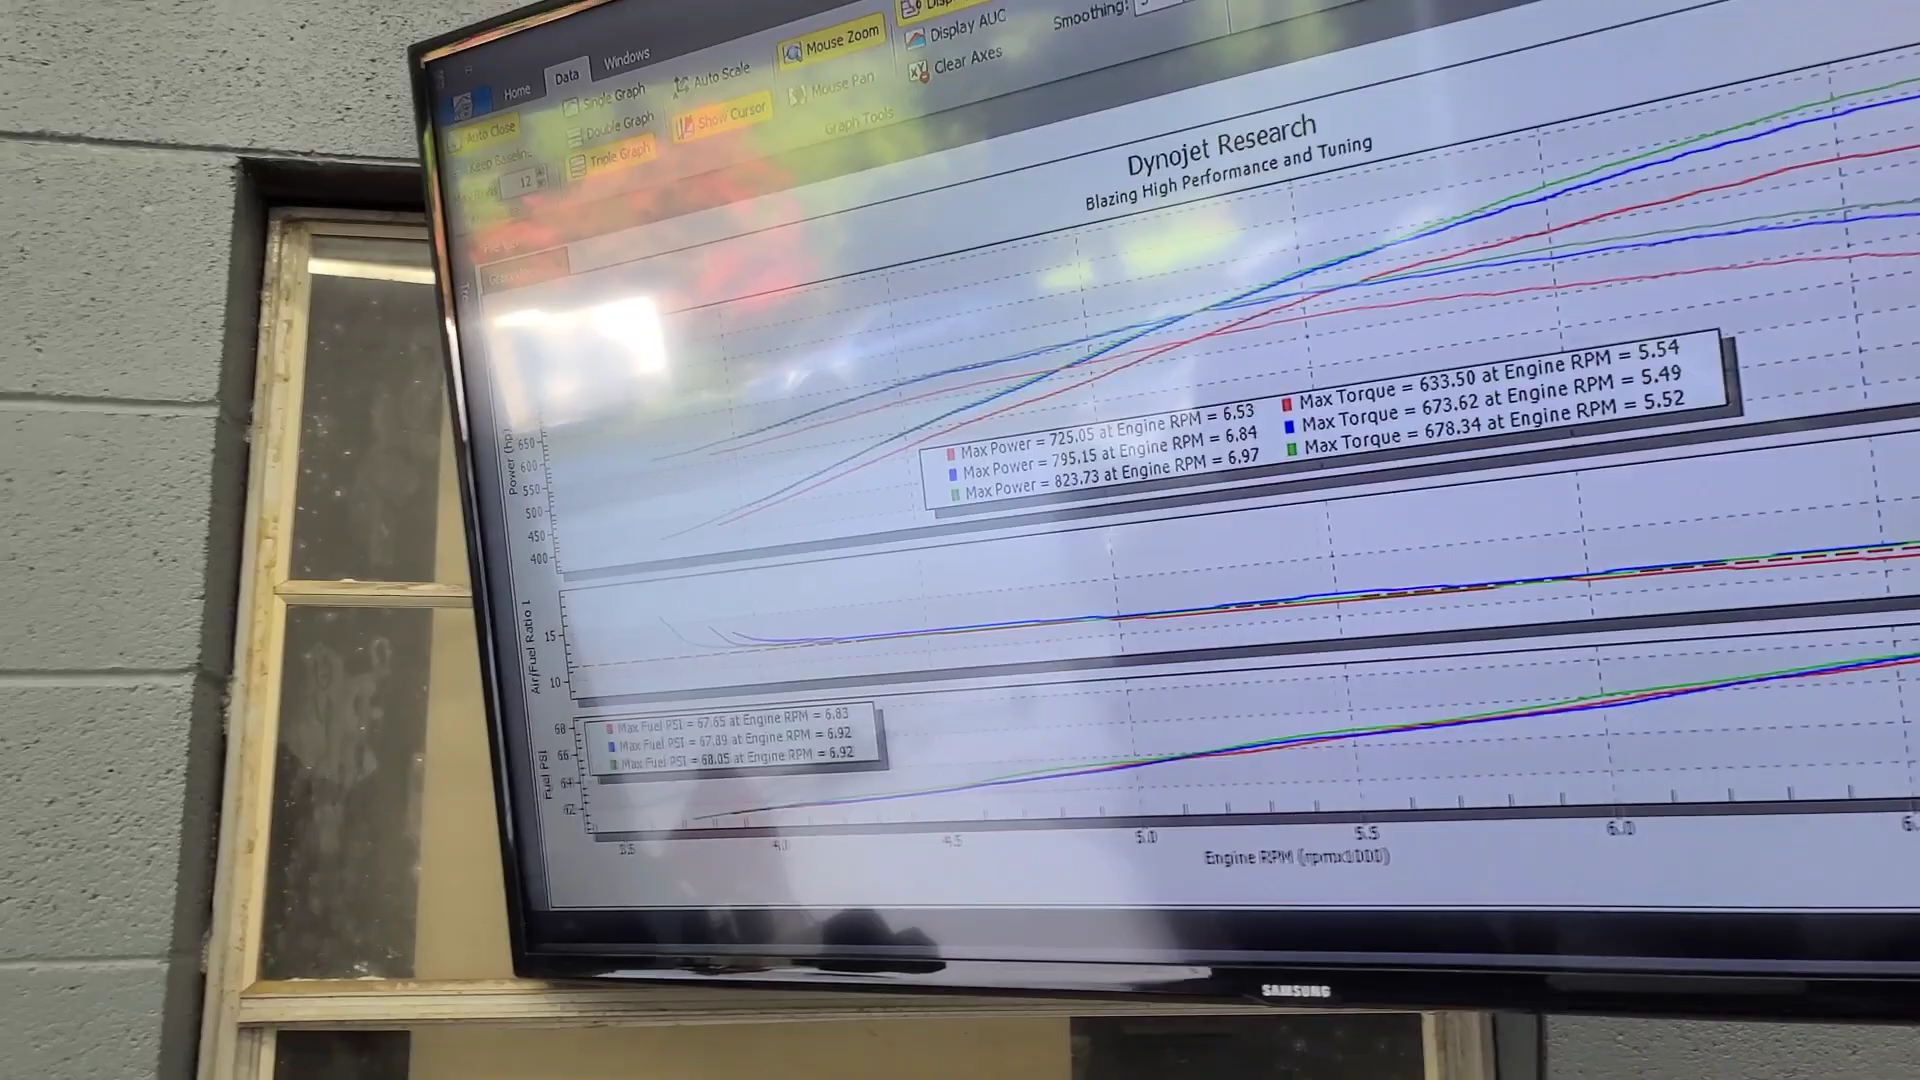 Home
Data
Windows
Auto Close
Keep Baseline
12
Single Graph
Double Graph
Triple Graph
Auto Scale
Show Cursor
Mouse Zoom
Mouse Pan
Graph Tools
Display AUC
Clear Axes
Smoothing:
Dynojet Research
Blazing High Performance and Tuning
Power (hp)
650
600
550
500
450
400
Max Power = 725.05 at Engine RPM = 6.53
Max Power = 795.15 at Engine RPM = 6.84
Max Power = 823.73 at Engine RPM = 6.97
Max Torque = 633.50 at Engine RPM = 5.54
Max Torque = 673.62 at Engine RPM = 5.49
Max Torque = 678.34 at Engine RPM = 5.52
Air/Fuel Ratio 1
15
10
Max Fuel PSI = 67.65 at Engine RPM = 6.83
Max Fuel PSI = 67.89 at Engine RPM = 6.92
Max Fuel PSI = 68.05 at Engine RPM = 6.92
Fuel PSI
68
66
64
62
3.5
4.0
4.5
5.0
5.5
6.0
Engine RPM (rpmx1000)
SAMSUNG